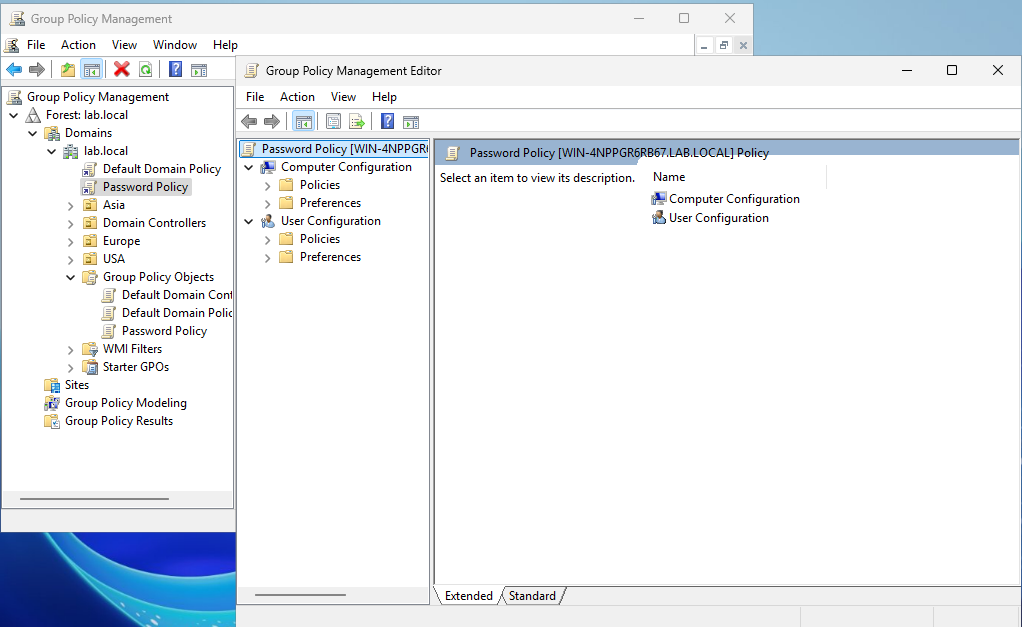 Group Policy Management
File Action View Window Help
Group Policy Management
Forest: lab.local
Domains
lab.local
Default Domain Policy
Password Policy
Asia
Domain Controllers
Europe
USA
Group Policy Objects
Default Domain Cont
Default Domain Polic
Password Policy
WMI Filters
Starter GPOs
Sites
Group Policy Modeling
Group Policy Results
Group Policy Management Editor
File Action View Help
Password Policy [WIN-4NPPGR6
Computer Configuration
Policies
Preferences
User Configuration
Policies
Preferences
Password Policy [WIN-4NPPGR6RB67.LAB.LOCAL] Policy
Select an item to view its description.
Name
Computer Configuration
User Configuration
Extended Standard